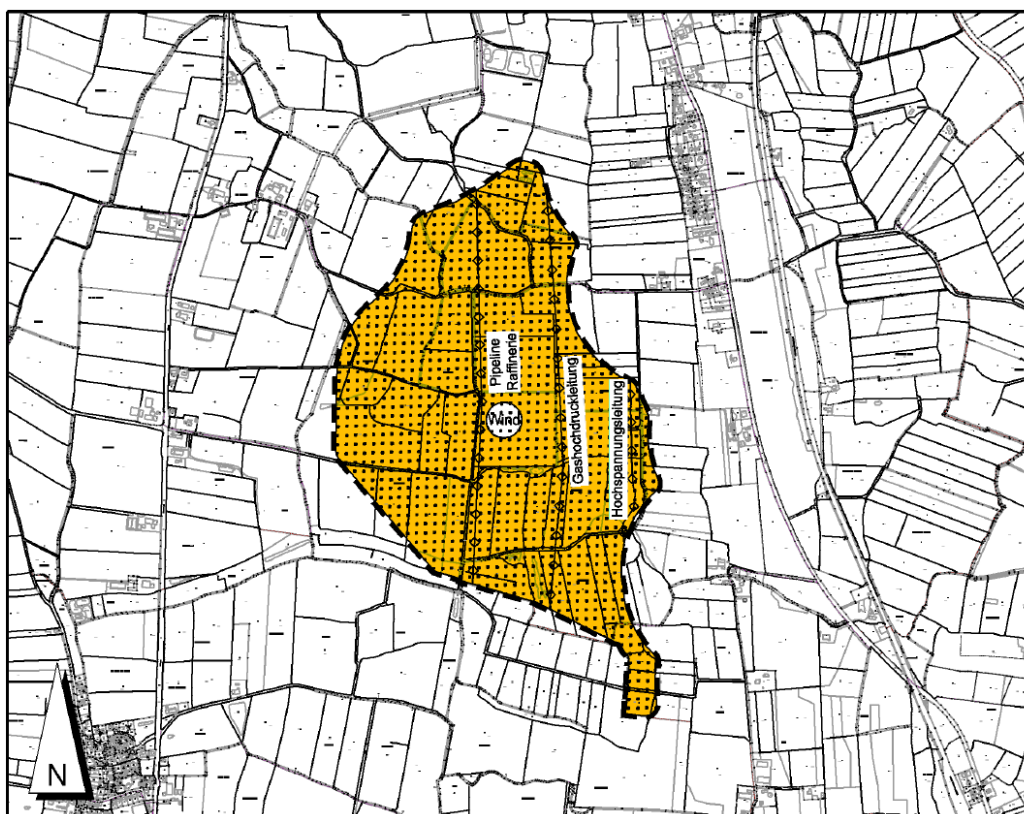 Pipeline
Raffinerie
Wind
Gashochdruckleitung
Hochspannungsleitung
N